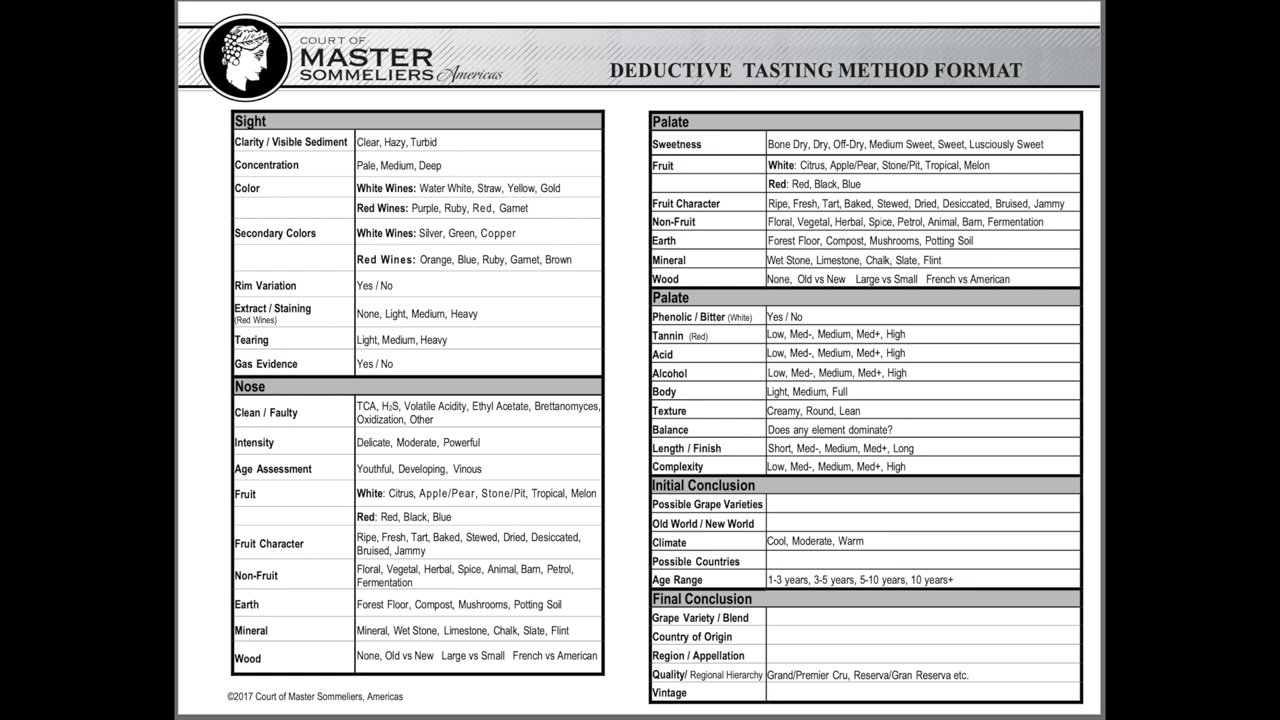 COURT OF
MASTER
SOMMELIERS Americas
DEDUCTIVE TASTING METHOD FORMAT
Sight
Clarity / Visible Sediment Clear, Hazy, Turbid
Concentration Pale, Medium, Deep
Color White Wines: Water White, Straw, Yellow, Gold
Red Wines: Purple, Ruby, Red, Garnet
Secondary Colors White Wines: Silver, Green, Copper
Red Wines: Orange, Blue, Ruby, Garnet, Brown
Rim Variation Yes / No
Extract / Staining
(Red Wines) None, Light, Medium, Heavy
Tearing Light, Medium, Heavy
Gas Evidence Yes / No
Nose
Clean / Faulty TCA, H₂S, Volatile Acidity, Ethyl Acetate, Brettanomyces,
Oxidization, Other
Intensity Delicate, Moderate, Powerful
Age Assessment Youthful, Developing, Vinous
Fruit White: Citrus, Apple/Pear, Stone/Pit, Tropical, Melon
Red: Red, Black, Blue
Fruit Character Ripe, Fresh, Tart, Baked, Stewed, Dried, Desiccated,
Bruised, Jammy
Non-Fruit Floral, Vegetal, Herbal, Spice, Animal, Barn, Petrol,
Fermentation
Earth Forest Floor, Compost, Mushrooms, Potting Soil
Mineral Mineral, Wet Stone, Limestone, Chalk, Slate, Flint
Wood None, Old vs New Large vs Small French vs American
©2017 Court of Master Sommeliers, Americas
Palate
Sweetness Bone Dry, Dry, Off-Dry, Medium Sweet, Sweet, Lusciously Sweet
Fruit White: Citrus, Apple/Pear, Stone/Pit, Tropical, Melon
Red: Red, Black, Blue
Fruit Character Ripe, Fresh, Tart, Baked, Stewed, Dried, Desiccated, Bruised, Jammy
Non-Fruit Floral, Vegetal, Herbal, Spice, Petrol, Animal, Barn, Fermentation
Earth Forest Floor, Compost, Mushrooms, Potting Soil
Mineral Wet Stone, Limestone, Chalk, Slate, Flint
Wood None, Old vs New Large vs Small French vs American
Palate
Phenolic / Bitter (White) Yes / No
Tannin (Red) Low, Med-, Medium, Med+, High
Acid Low, Med-, Medium, Med+, High
Alcohol Low, Med-, Medium, Med+, High
Body Light, Medium, Full
Texture Creamy, Round, Lean
Balance Does any element dominate?
Length / Finish Short, Med-, Medium, Med+, Long
Complexity Low, Med-, Medium, Med+, High
Initial Conclusion
Possible Grape Varieties
Old World / New World
Climate Cool, Moderate, Warm
Possible Countries
Age Range 1-3 years, 3-5 years, 5-10 years, 10 years+
Final Conclusion
Grape Variety / Blend
Country of Origin
Region / Appellation
Quality/ Regional Hierarchy Grand/Premier Cru, Reserva/Gran Reserva etc.
Vintage